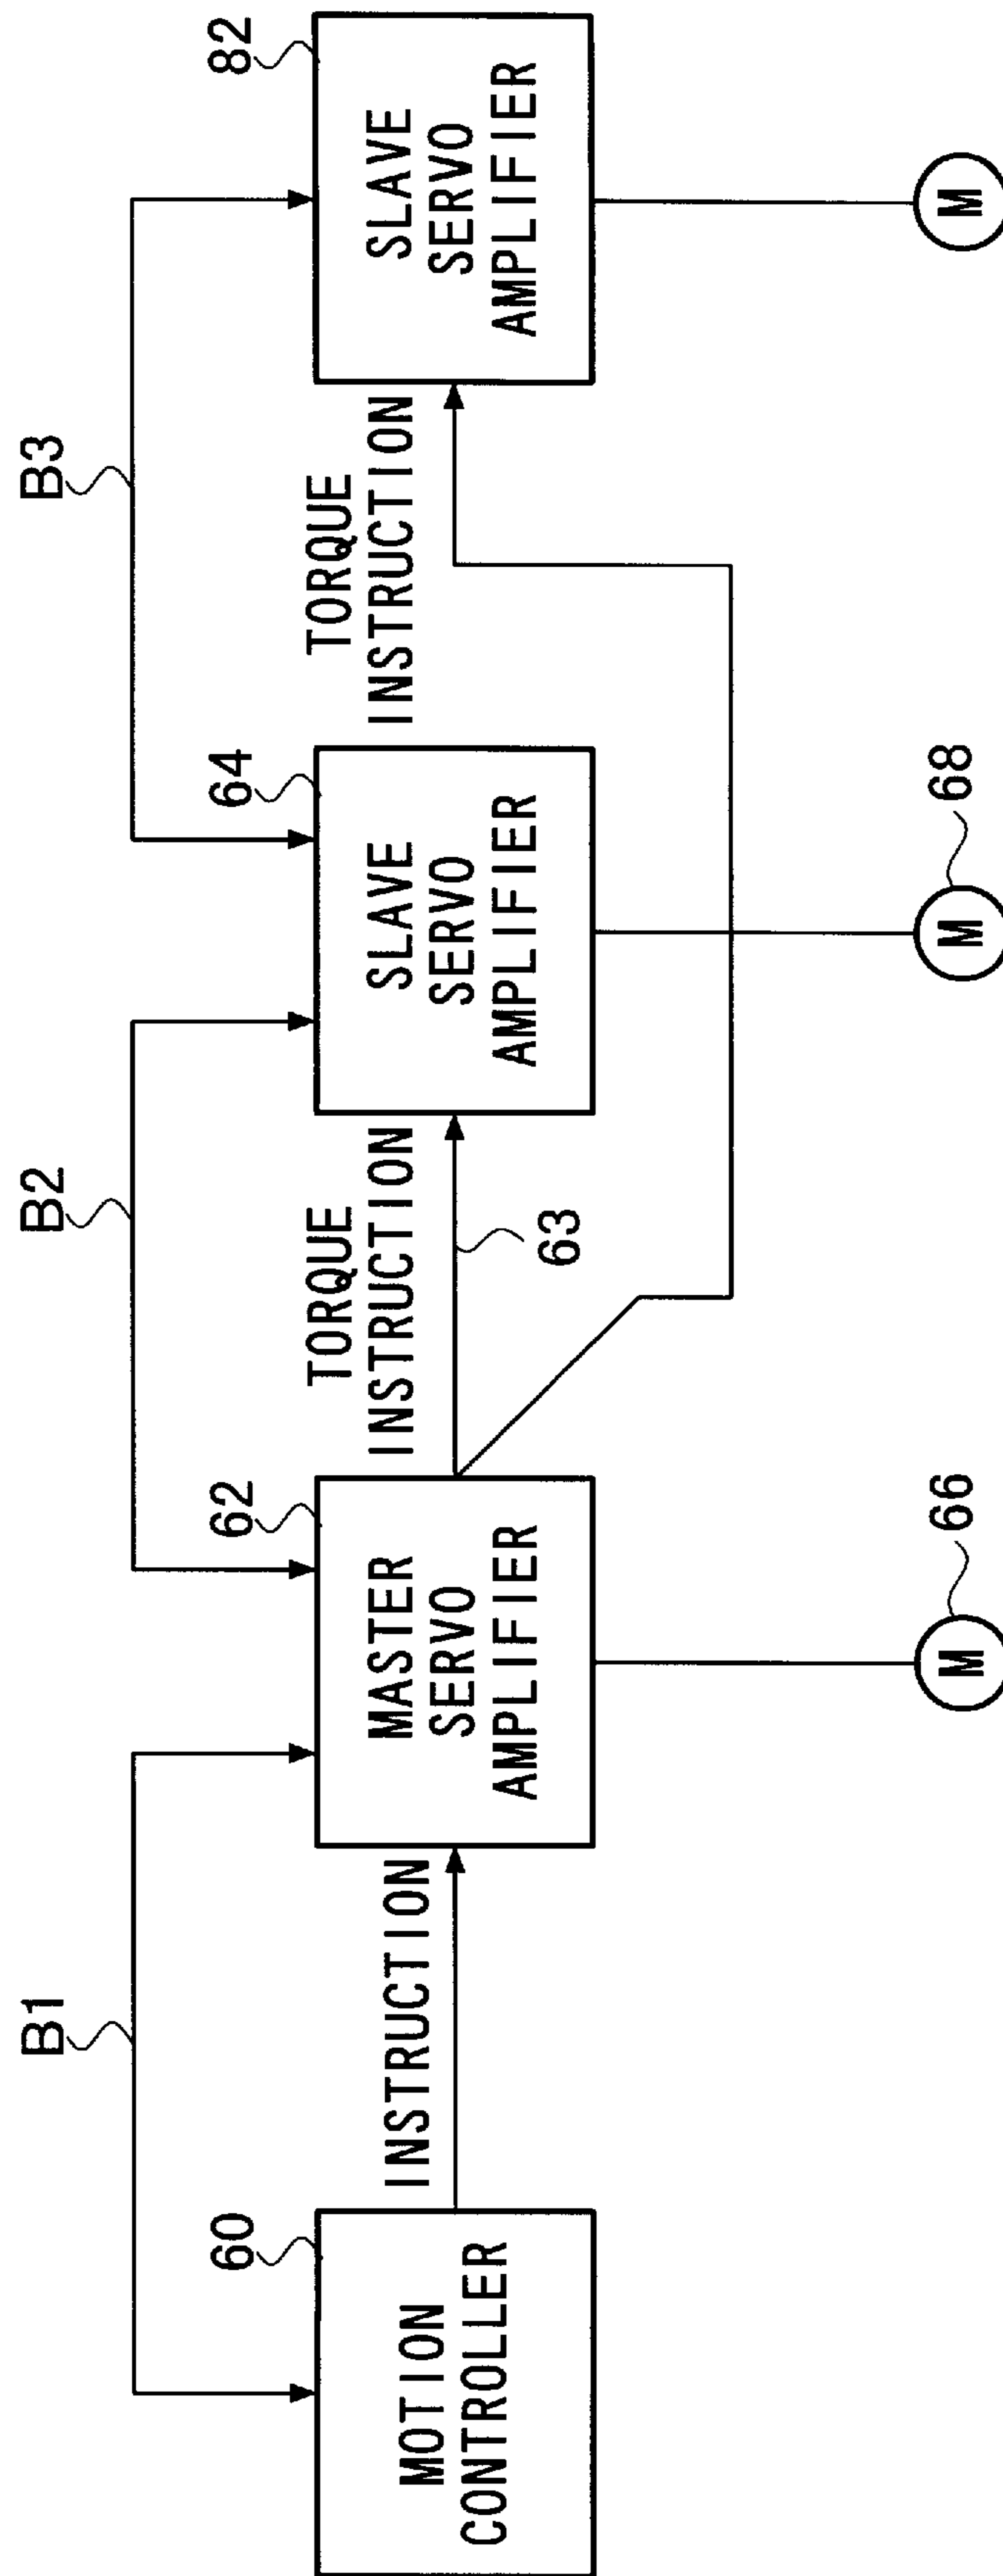 B1
B2
B3
60
62
64
82
MOTION
CONTROLLER
INSTRUCTION
MASTER
SERVO
AMPLIFIER
TORQUE
INSTRUCTION
63
SLAVE
SERVO
AMPLIFIER
TORQUE
INSTRUCTION
SLAVE
SERVO
AMPLIFIER
66
68
M
M
M